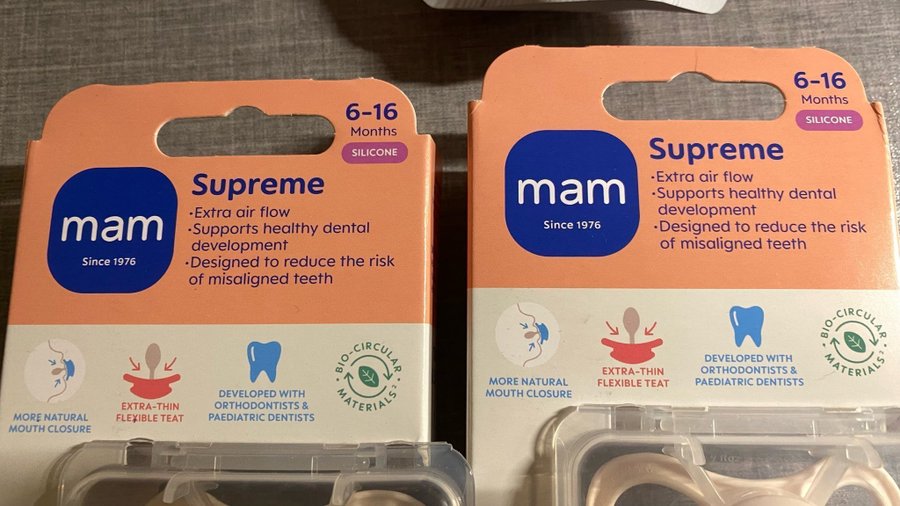 6-16
Months
SILICONE
mam
Since 1976
Supreme
•Extra air flow
•Supports healthy dental
development
•Designed to reduce the risk
of misaligned teeth
MORE NATURAL
MOUTH CLOSURE
EXTRA-THIN
FLEXIBLE TEAT
DEVELOPED WITH
ORTHODONTISTS &
PAEDIATRIC DENTISTS
BIO-CIRCULAR
MATERIALS²
6-16
Months
SILICONE
mam
Since 1976
Supreme
•Extra air flow
•Supports healthy dental
development
•Designed to reduce the risk
of misaligned teeth
MORE NATURAL
MOUTH CLOSURE
EXTRA-THIN
FLEXIBLE TEAT
DEVELOPED WITH
ORTHODONTISTS &
PAEDIATRIC DENTISTS
BIO-CIRCULAR
MATERIALS²